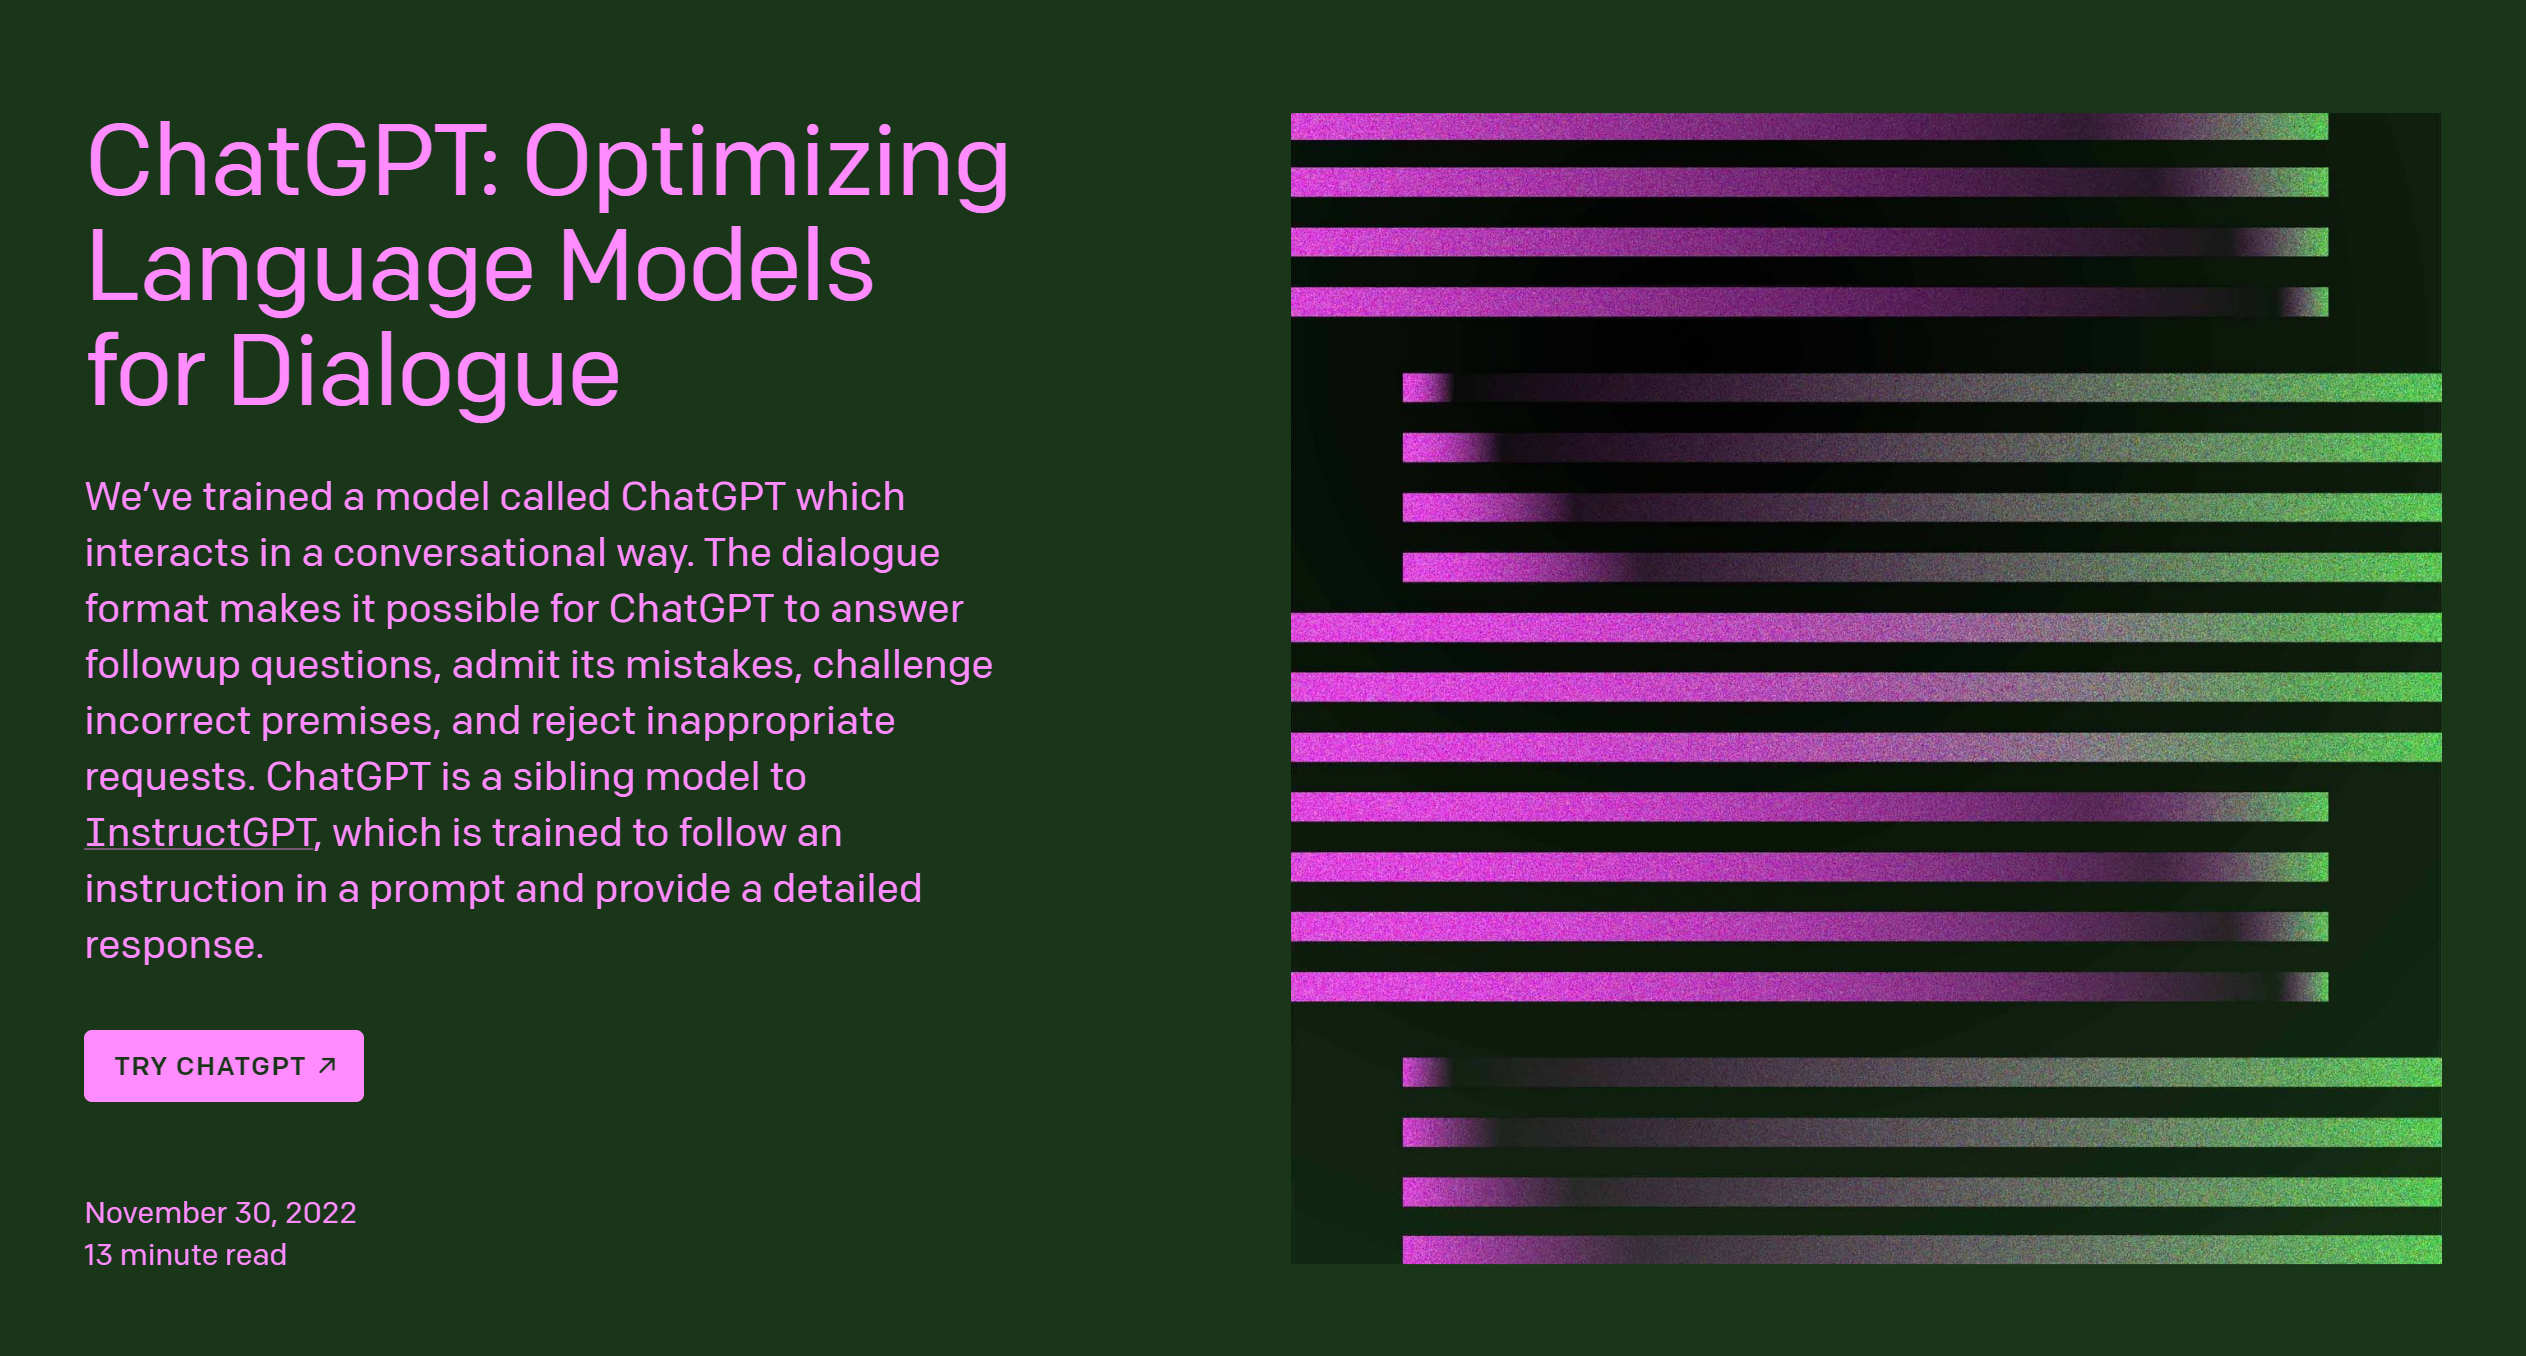 ChatGPT: Optimizing
Language Models
for Dialogue
We’ve trained a model called ChatGPT which
interacts in a conversational way. The dialogue
format makes it possible for ChatGPT to answer
followup questions, admit its mistakes, challenge
incorrect premises, and reject inappropriate
requests. ChatGPT is a sibling model to
InstructGPT, which is trained to follow an
instruction in a prompt and provide a detailed
response.
TRY CHATGPT ↗
November 30, 2022
13 minute read